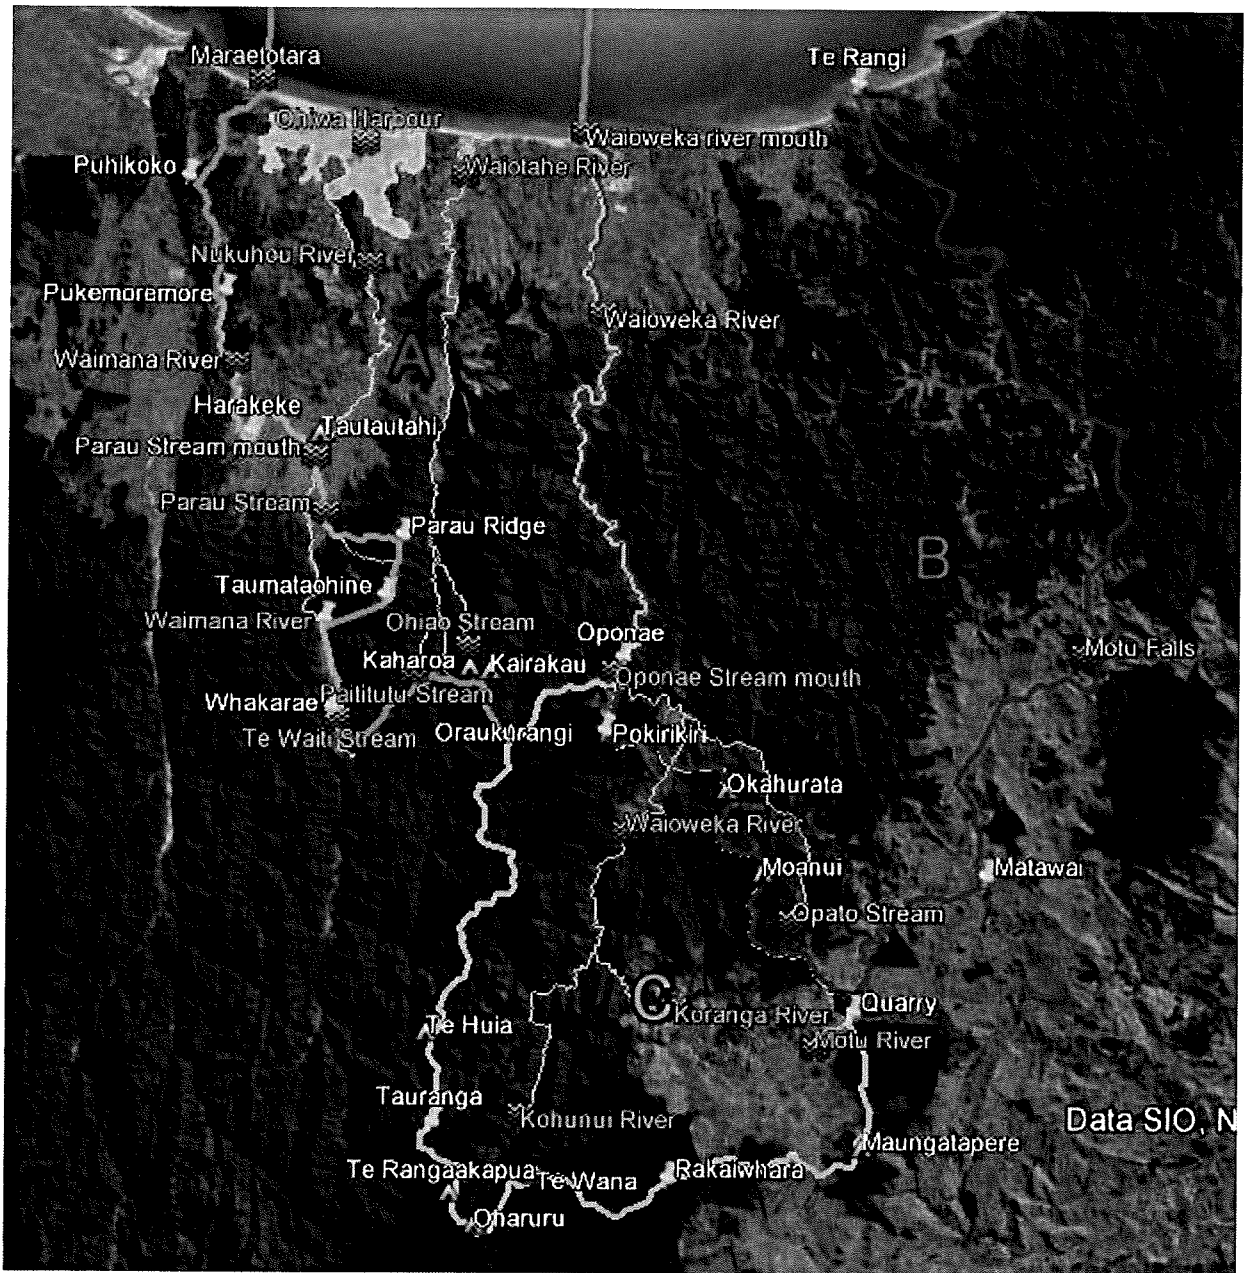 Maraetotara
Te Rangi
Ohiwa Harbour
Waioweka river mouth
Puhikoko
Waiotahe River
Nukuhou River
Pukemoremore
Waioweka River
Waimana River
A
Harakeke
Tautautahi
Parau Stream mouth
Parau Stream
Parau Ridge
B
Taumataohine
Waimana River
Ohiao Stream
Oponae
Motu Falls
Kaharoa
Kairakau
Oponae Stream mouth
Paititutu Stream
Whakarae
Te Waiti Stream
Oraukurangi
Pokirikiri
Okahurata
Waioweka River
Moanui
Matawai
Opato Stream
C
Quarry
Koranga River
Te Huia
Motu River
Tauranga
Kohunui River
Data SIO, N
Maungatapere
Te Rangaakapua
Te Wana
Rakaiwhara
Oharuru